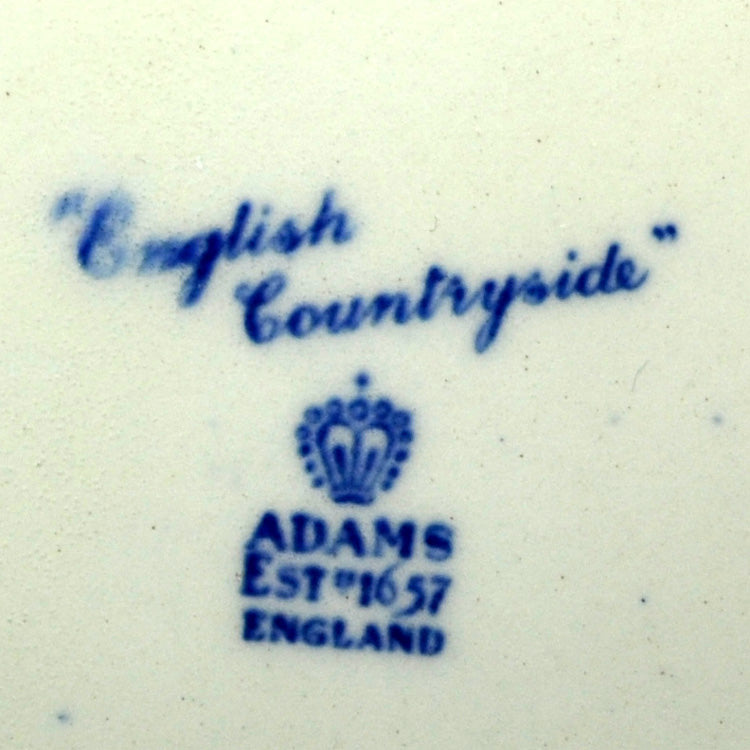 "English
Countryside"
ADAMS
ESTD 1657
ENGLAND